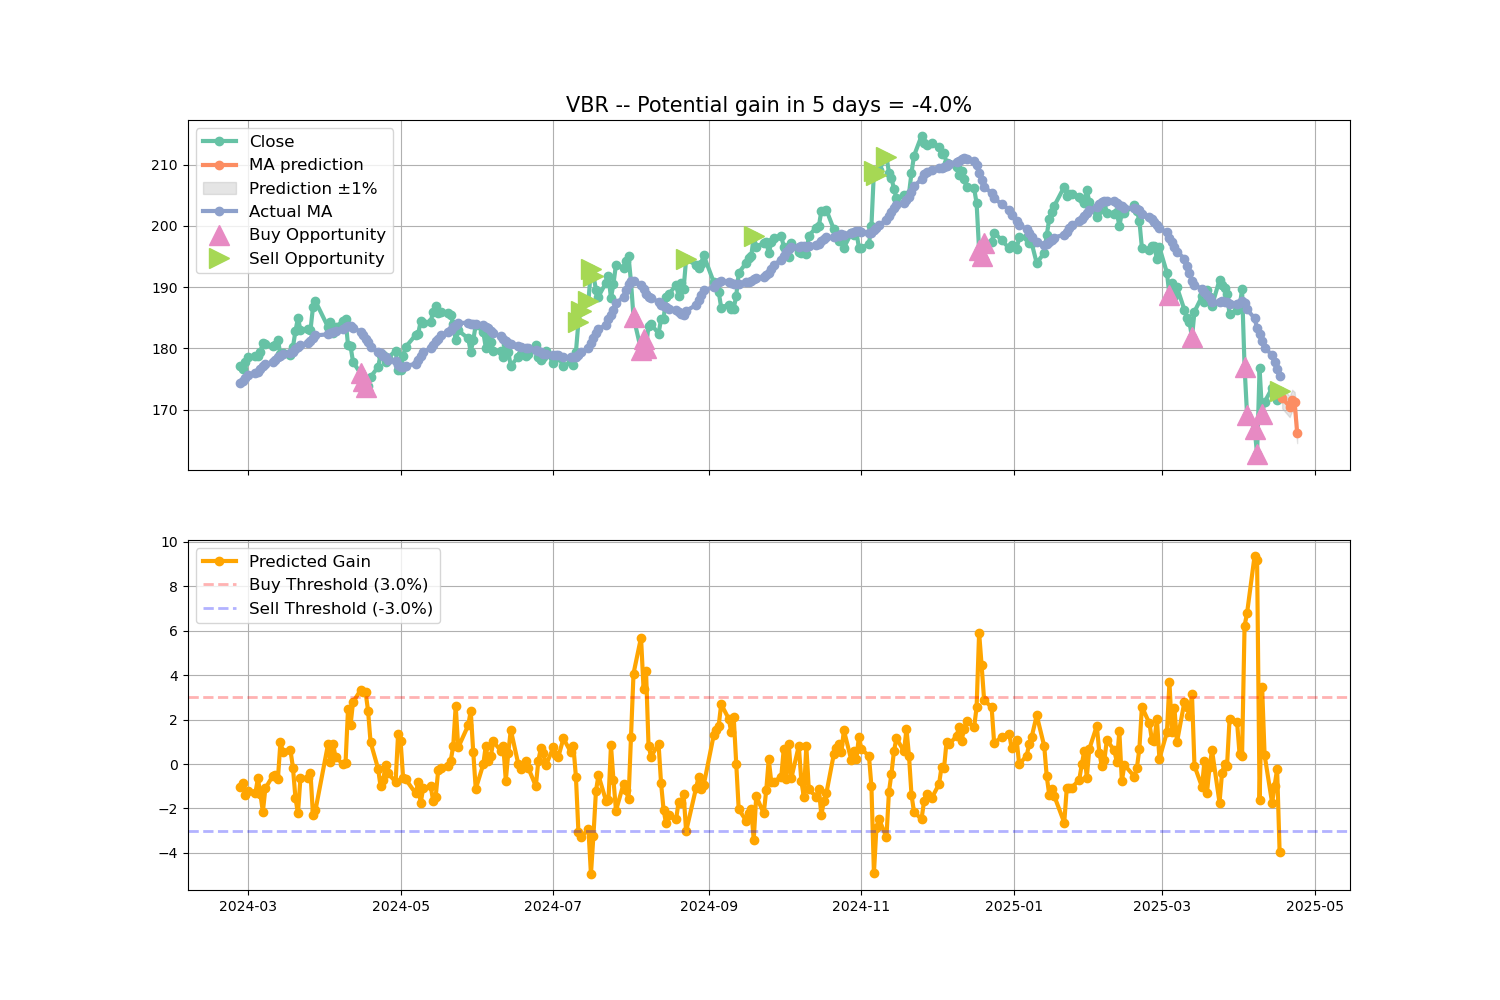 VBR -- Potential gain in 5 days = -4.0%
Close
MA prediction
Prediction ±1%
Actual MA
Buy Opportunity
Sell Opportunity
210
200
190
180
170
Predicted Gain
Buy Threshold (3.0%)
Sell Threshold (-3.0%)
10
8
6
4
2
0
−2
−4
2024-03 2024-05 2024-07 2024-09 2024-11 2025-01 2025-03 2025-05